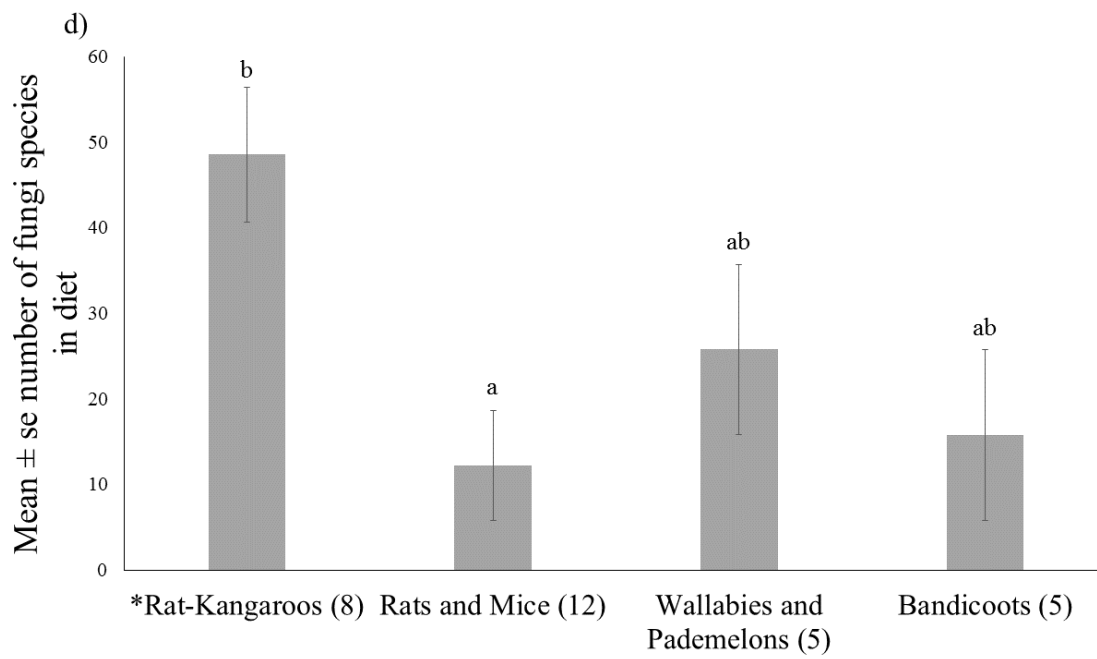 d)
Mean ± se number of fungi species
in diet
60
50
40
30
20
10
0
b
a
ab
ab
*Rat-Kangaroos (8)
Rats and Mice (12)
Wallabies and
Pademelons (5)
Bandicoots (5)